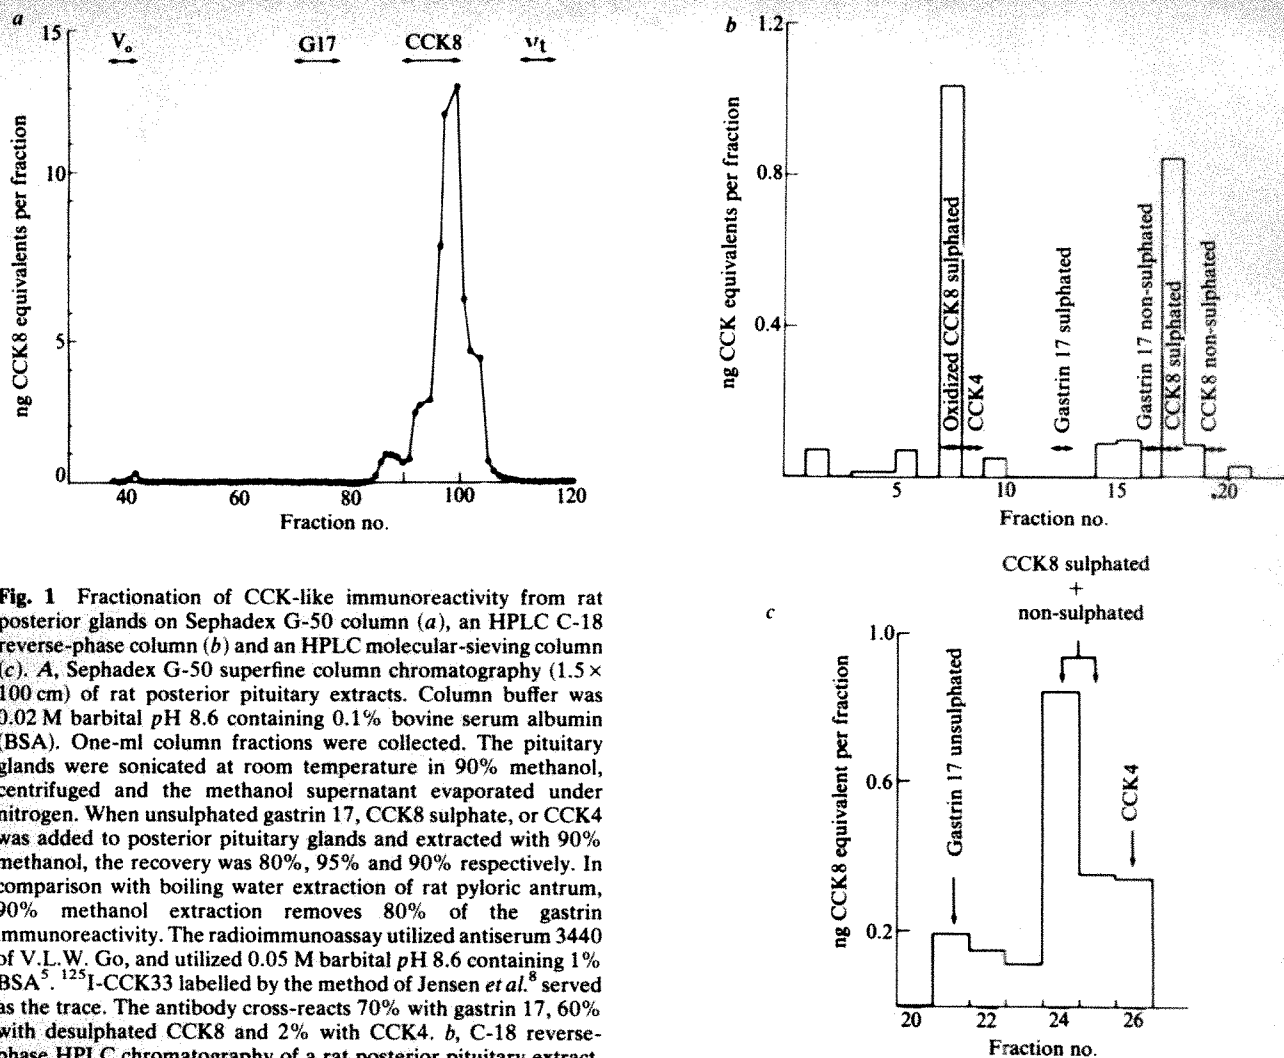 a
15
10
5
0
ng CCK8 equivalents per fraction
Vo
G17
CCK8
νt
40 60 80 100 120
Fraction no.
b
1.2
0.8
0.4
ng CCK equivalents per fraction
Oxidized CCK8 sulphated
CCK4
Gastrin 17 sulphated
Gastrin 17 non-sulphated
CCK8 sulphated
CCK8 non-sulphated
5 10 15 20
Fraction no.
Fig. 1 Fractionation of CCK-like immunoreactivity from rat
posterior glands on Sephadex G-50 column (a), an HPLC C-18
reverse-phase column (b) and an HPLC molecular-sieving column
(c). A, Sephadex G-50 superfine column chromatography (1.5 ×
100 cm) of rat posterior pituitary extracts. Column buffer was
0.02 M barbital pH 8.6 containing 0.1% bovine serum albumin
(BSA). One-ml column fractions were collected. The pituitary
glands were sonicated at room temperature in 90% methanol,
centrifuged and the methanol supernatant evaporated under
nitrogen. When unsulphated gastrin 17, CCK8 sulphate, or CCK4
was added to posterior pituitary glands and extracted with 90%
methanol, the recovery was 80%, 95% and 90% respectively. In
comparison with boiling water extraction of rat pyloric antrum,
90% methanol extraction removes 80% of the gastrin
immunoreactivity. The radioimmunoassay utilized antiserum 3440
of V.L.W. Go, and utilized 0.05 M barbital pH 8.6 containing 1%
BSA⁵. ¹²⁵I-CCK33 labelled by the method of Jensen et al.⁸ served
as the trace. The antibody cross-reacts 70% with gastrin 17, 60%
with desulphated CCK8 and 2% with CCK4. b, C-18 reverse-
phase HPLC chromatography of a rat posterior pituitary extract.
c
CCK8 sulphated
+
non-sulphated
1.0
0.6
0.2
ng CCK8 equivalent per fraction
Gastrin 17 unsulphated
CCK4
20 22 24 26
Fraction no.